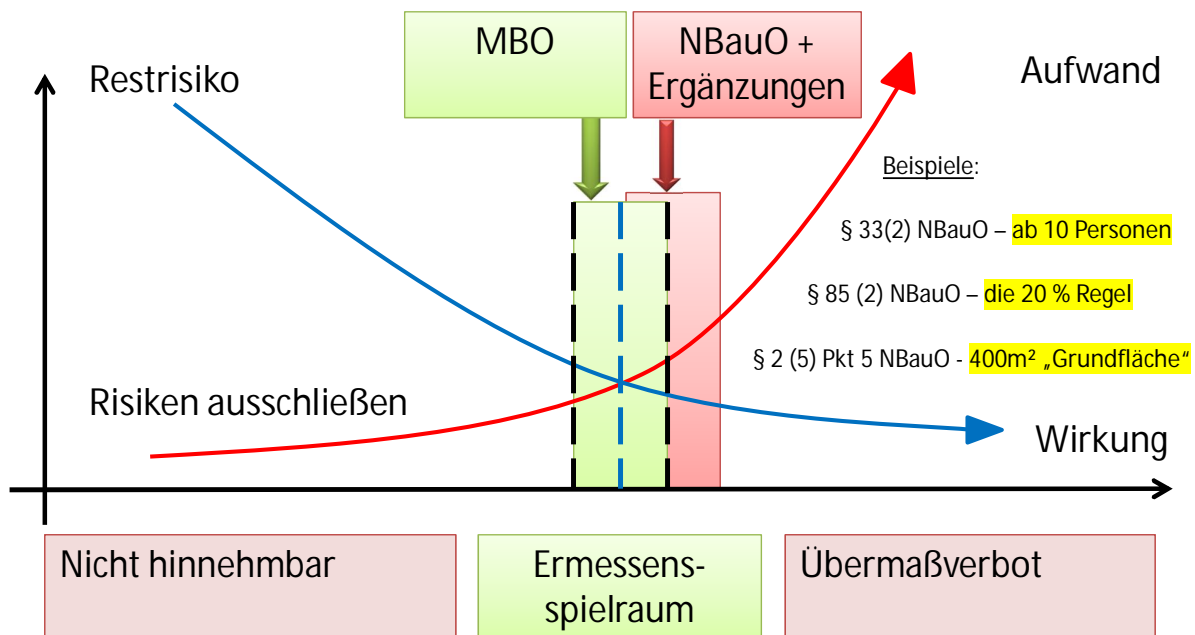 MBO
NBauO +
Ergänzungen
Restrisiko
Aufwand
Beispiele:
§ 33(2) NBauO – ab 10 Personen
§ 85 (2) NBauO – die 20 % Regel
§ 2 (5) Pkt 5 NBauO - 400m² „Grundfläche“
Risiken ausschließen
Wirkung
Nicht hinnehmbar
Ermessens-
spielraum
Übermaßverbot